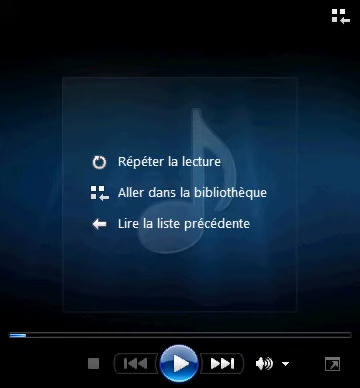 Répéter la lecture
Aller dans la bibliothèque
Lire la liste précédente